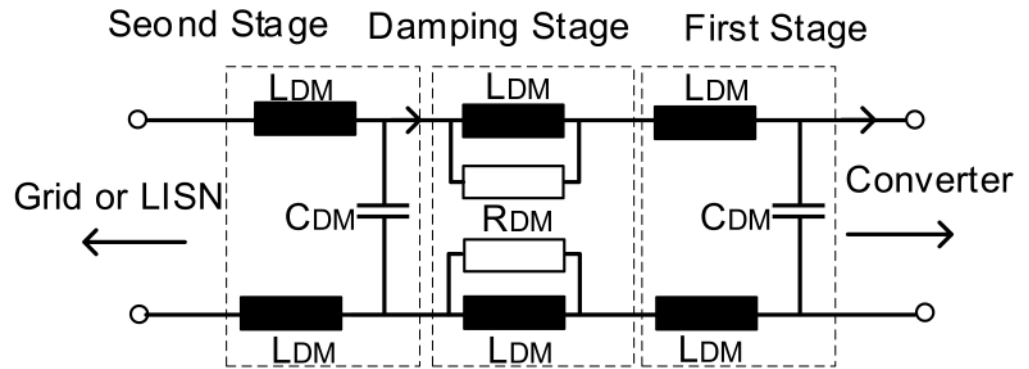 Seond Stage Damping Stage First Stage
LDM LDM LDM
Grid or LISN CDM RDM CDM Converter
LDM LDM LDM